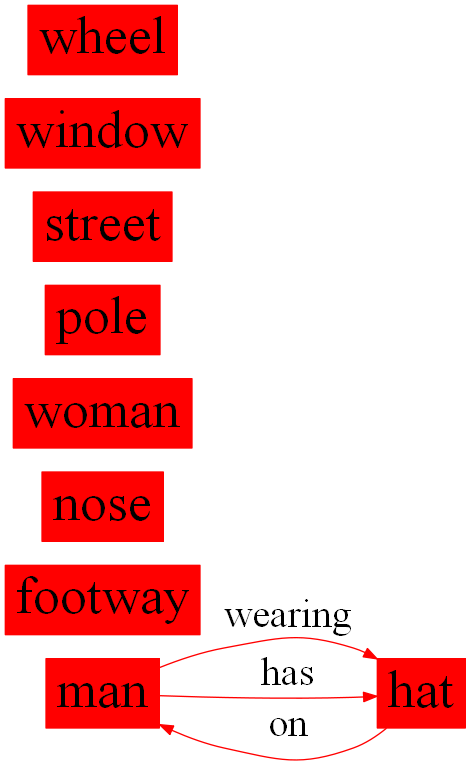 wheel
window
street
pole
woman
nose
footway
wearing
man
has
hat
on